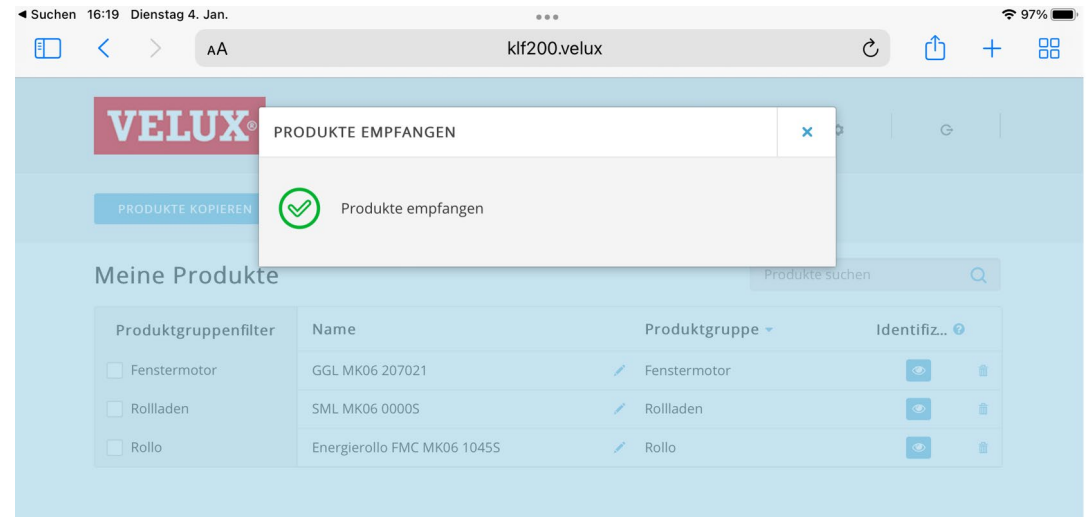 ◄ Suchen 16:19 Dienstag 4. Jan. 97%
AA klf200.velux
VELUX®
PRODUKTE EMPFANGEN
PRODUKTE KOPIEREN
Produkte empfangen
Meine Produkte
Produkte suchen
Produktgruppenfilter Name Produktgruppe Identifiz...
Fenstermotor GGL MK06 207021 Fenstermotor
Rollladen SML MK06 0000S Rollladen
Rollo Energierollo FMC MK06 1045S Rollo